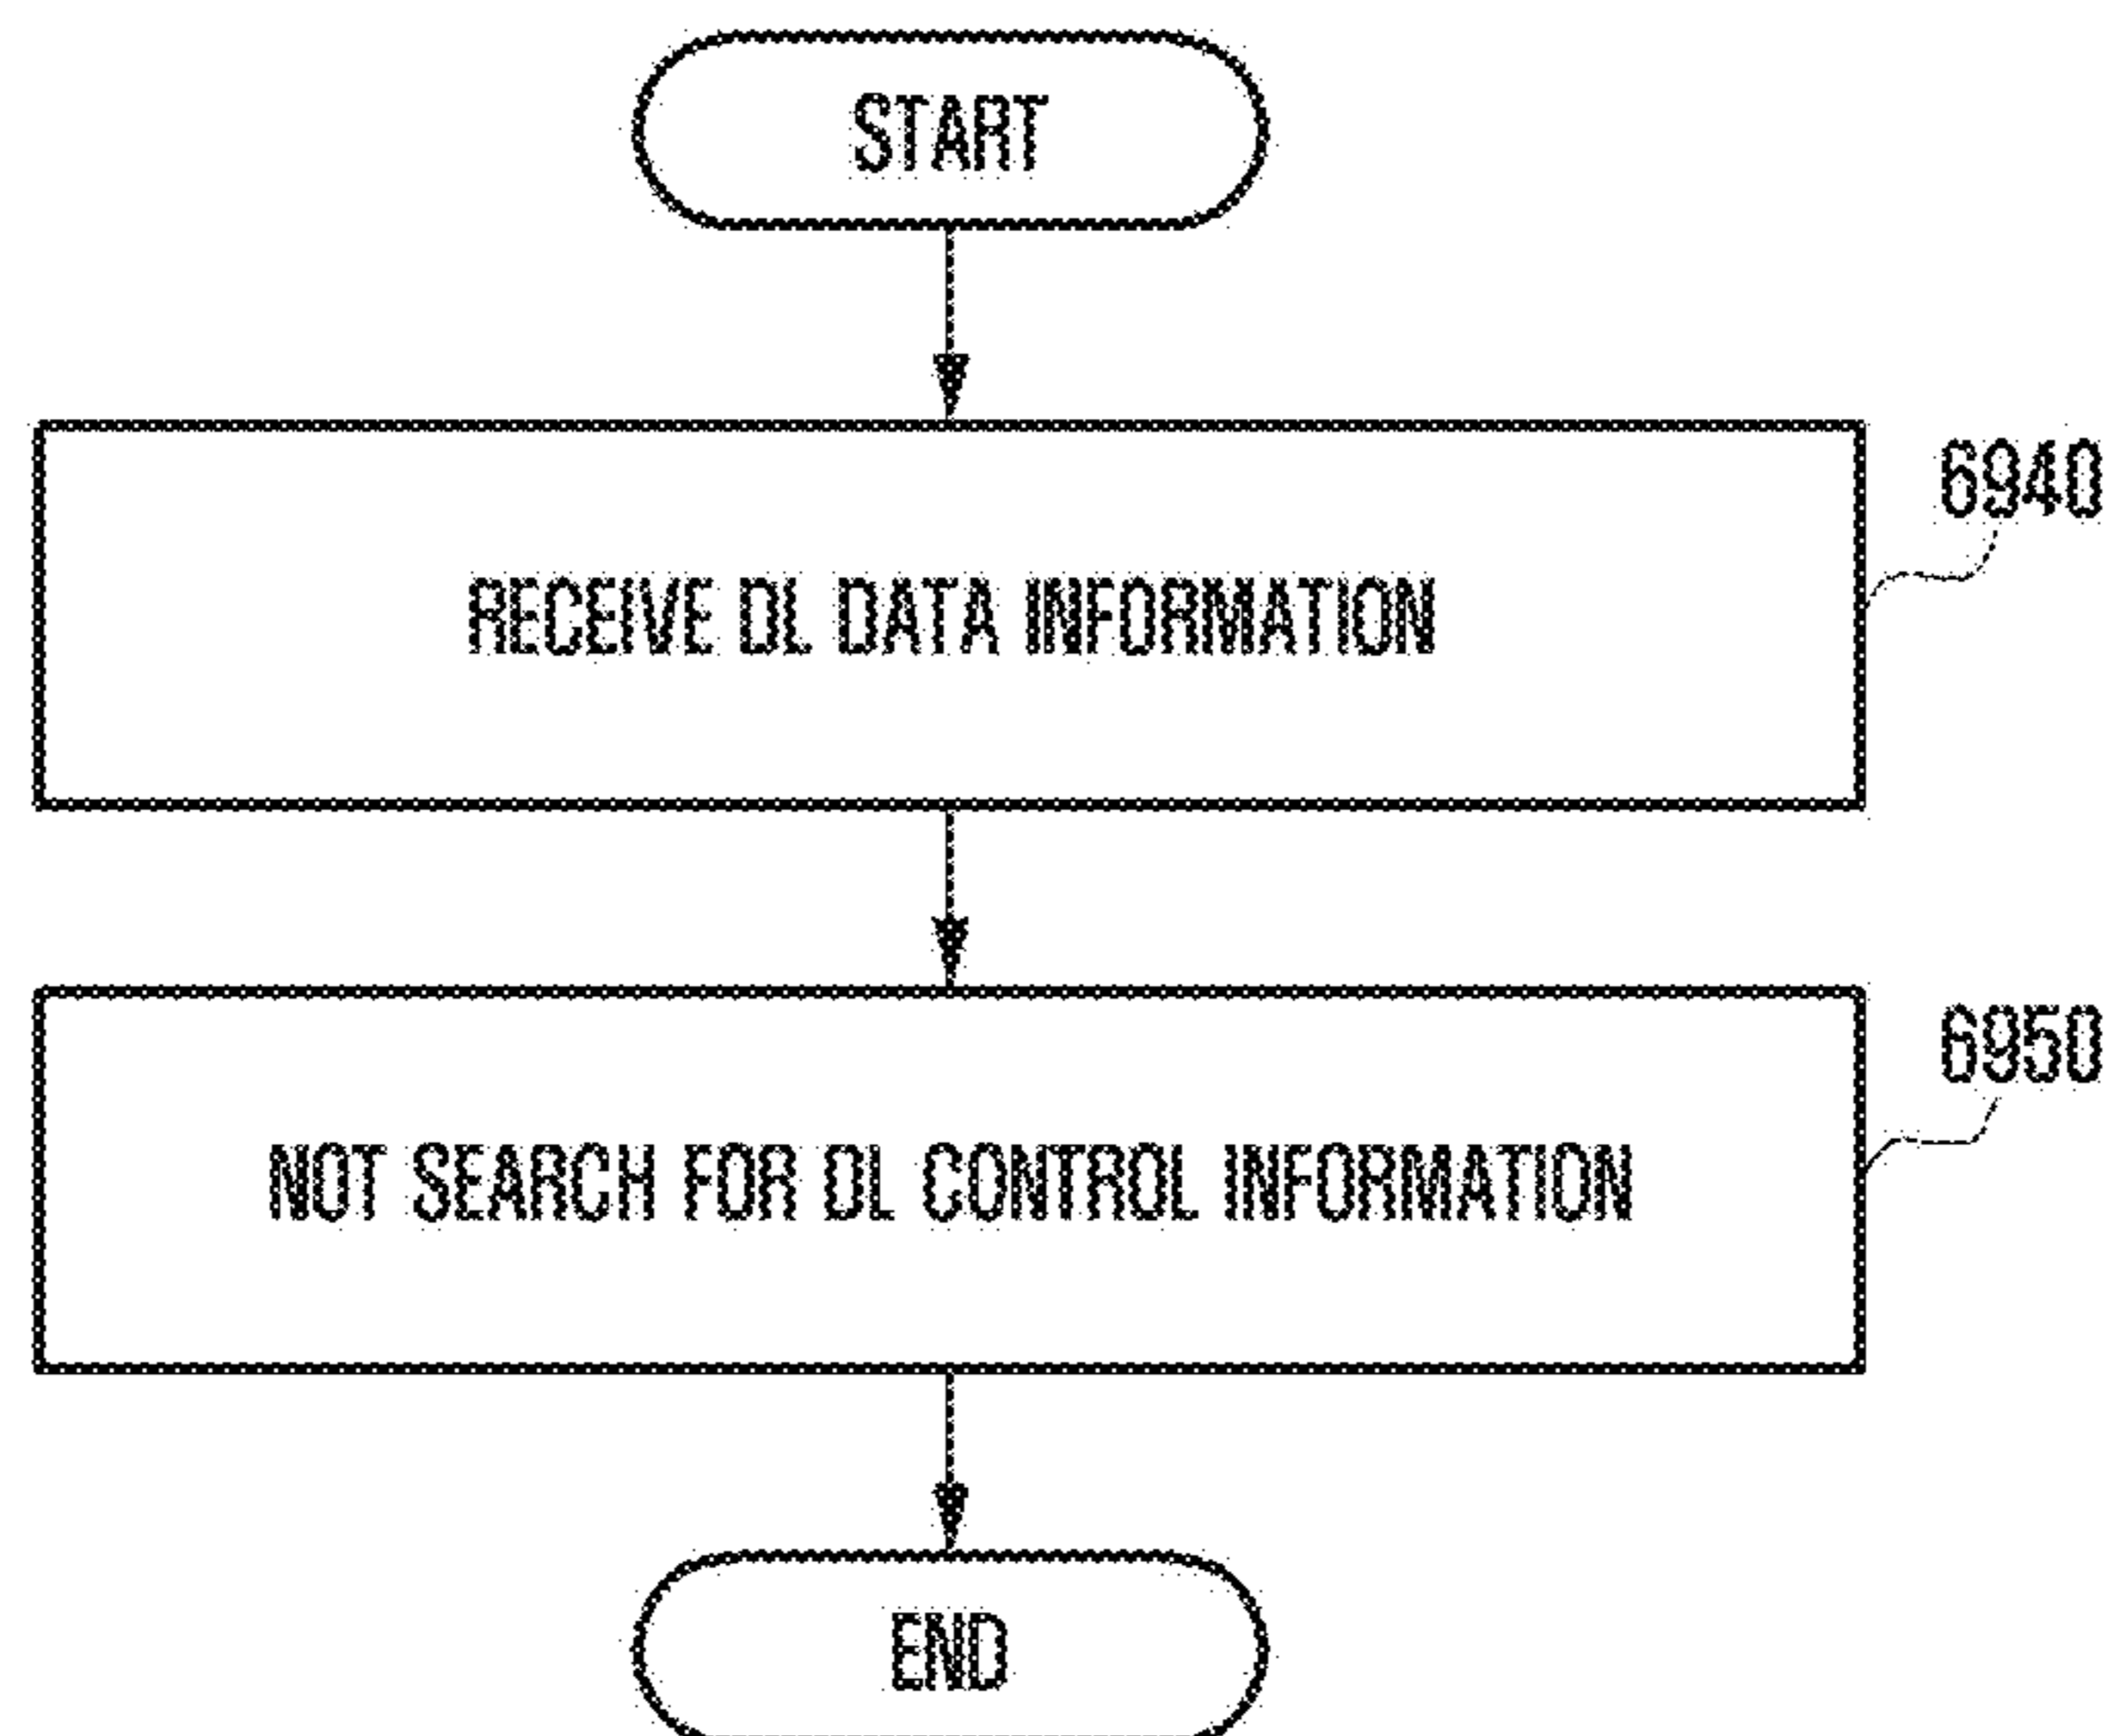 START
6940
RECEIVE DL DATA INFORMATION
6950
NOT SEARCH FOR DL CONTROL INFORMATION
END